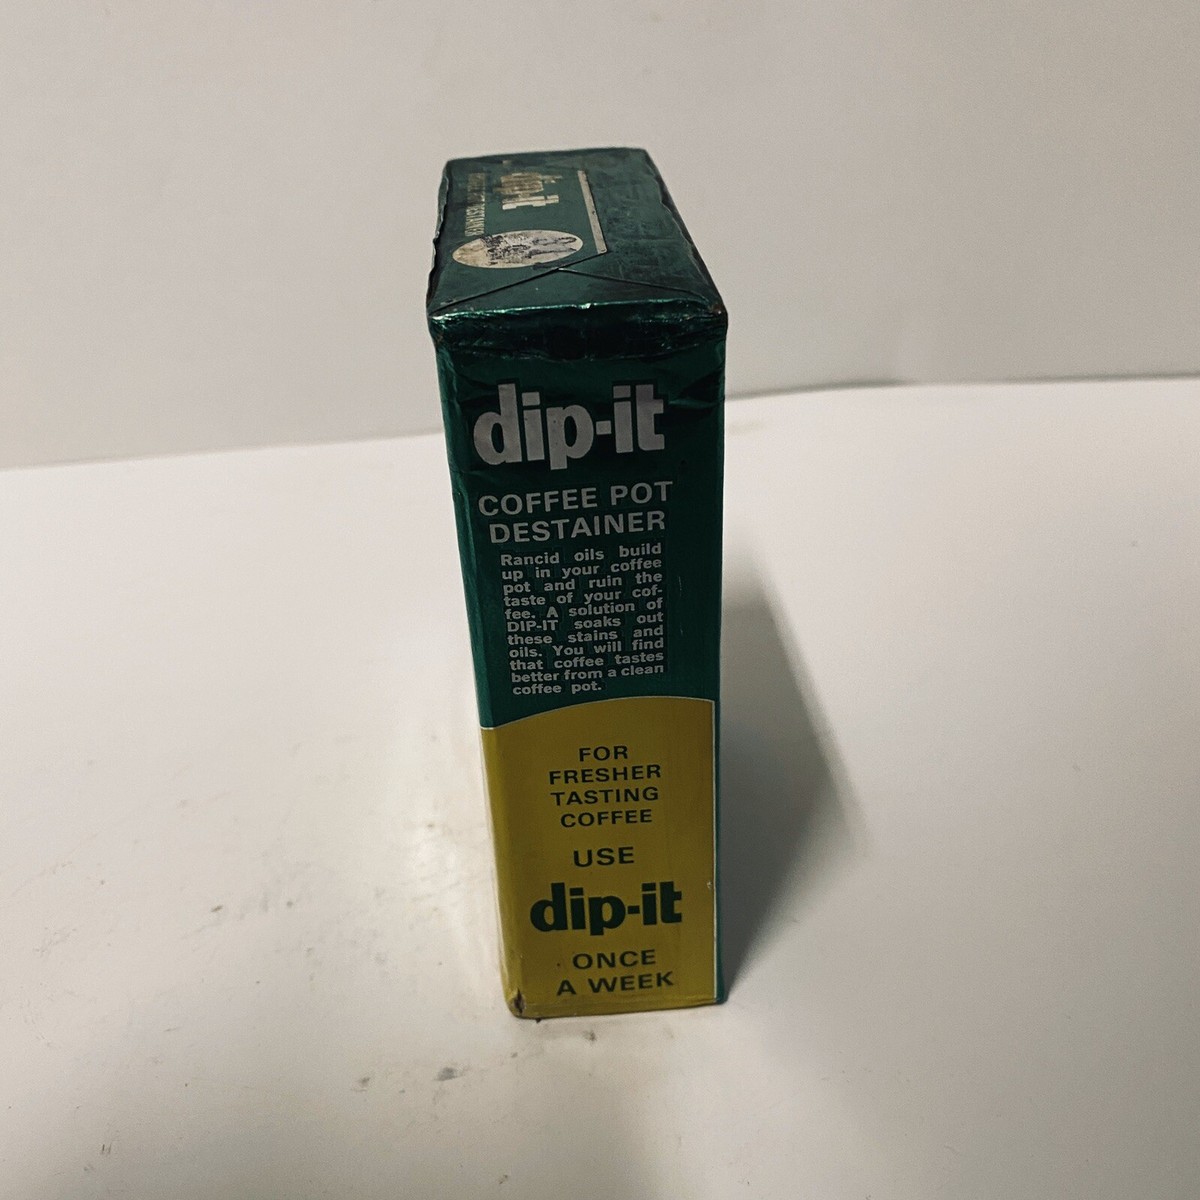 dip-it
dip-it
COFFEE POT
DESTAINER
Rancid oils build
up in your coffee
pot and ruin the
taste of your cof-
fee. A solution of
DIP-IT soaks out
these stains and
oils. You will find
that coffee tastes
better from a clean
coffee pot.
FOR
FRESHER
TASTING
COFFEE
USE
dip-it
ONCE
A WEEK